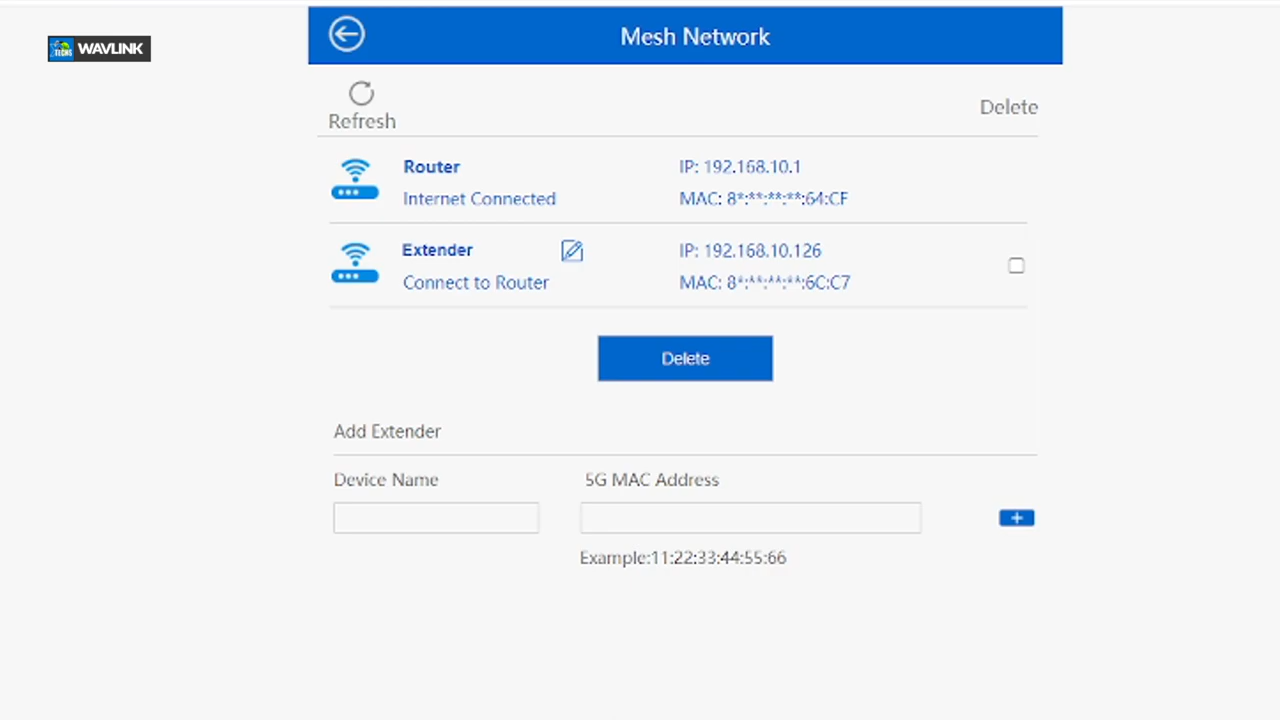 TECHS WAVLINK
Mesh Network
Refresh
Delete
Router
IP: 192.168.10.1
Internet Connected
MAC: 8*:**:**:**:64:CF
Extender
IP: 192.168.10.126
Connect to Router
MAC: 8*:**:**:**:6C:C7
Delete
Add Extender
Device Name
5G MAC Address
Example:11:22:33:44:55:66